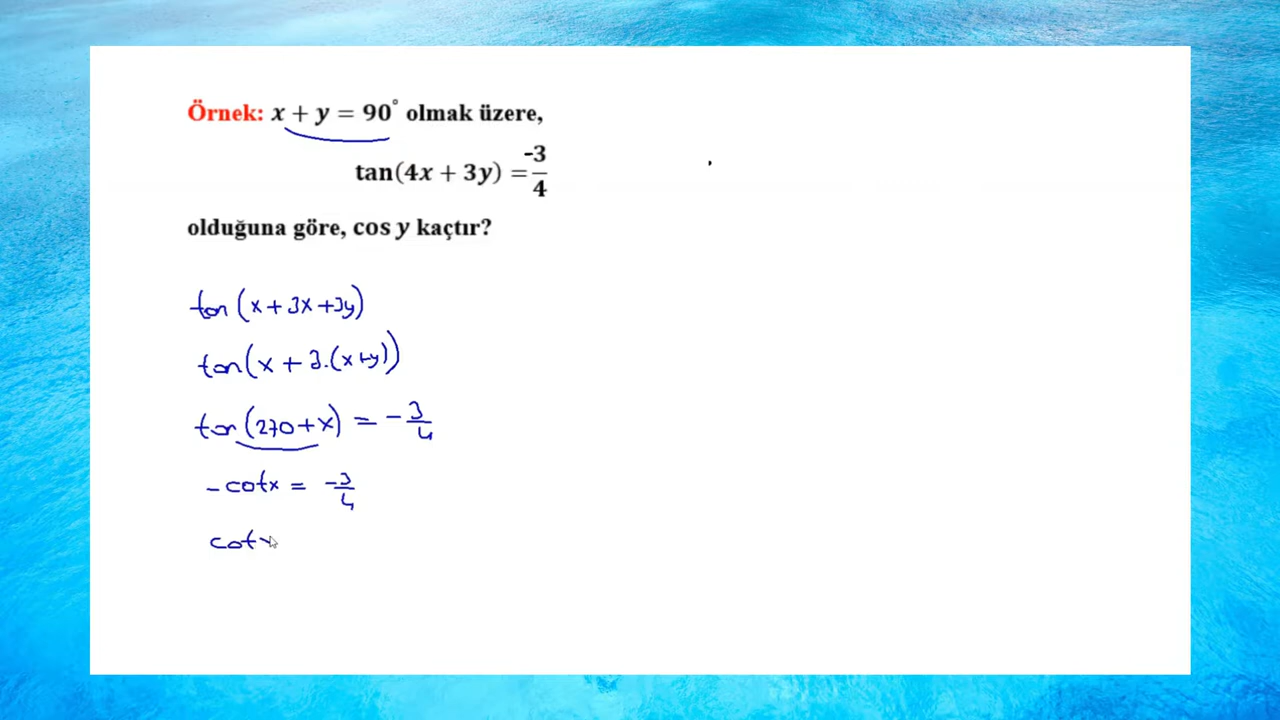 Örnek: x + y = 90° olmak üzere,
tan(4x + 3y) = -3/4
olduğuna göre, cos y kaçtır?
tan(x + 3x + 3y)
tan(x + 3.(x+y))
tan(270+x) = -3/4
-cotx = -3/4
cotx